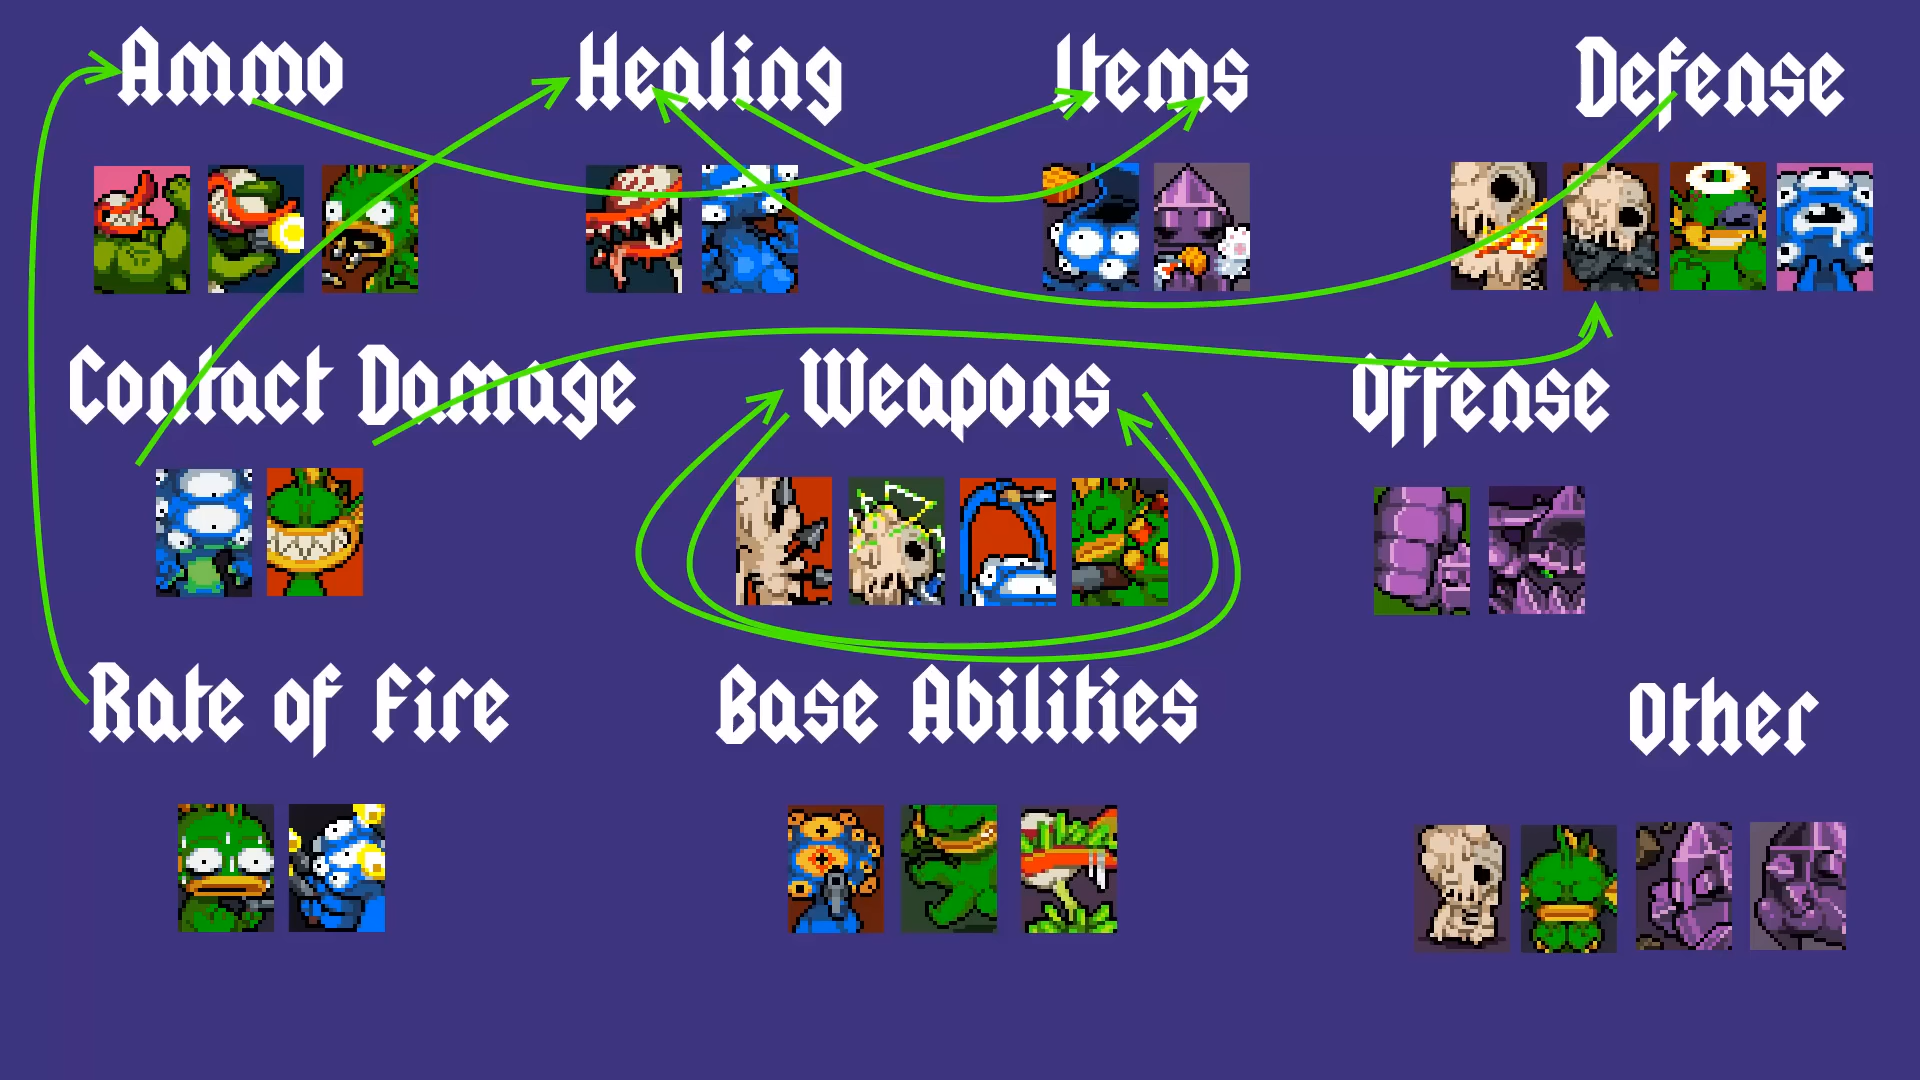 Ammo
Healing
Items
Defense
Contact Damage
Weapons
Offense
Rate of Fire
Base Abilities
Other